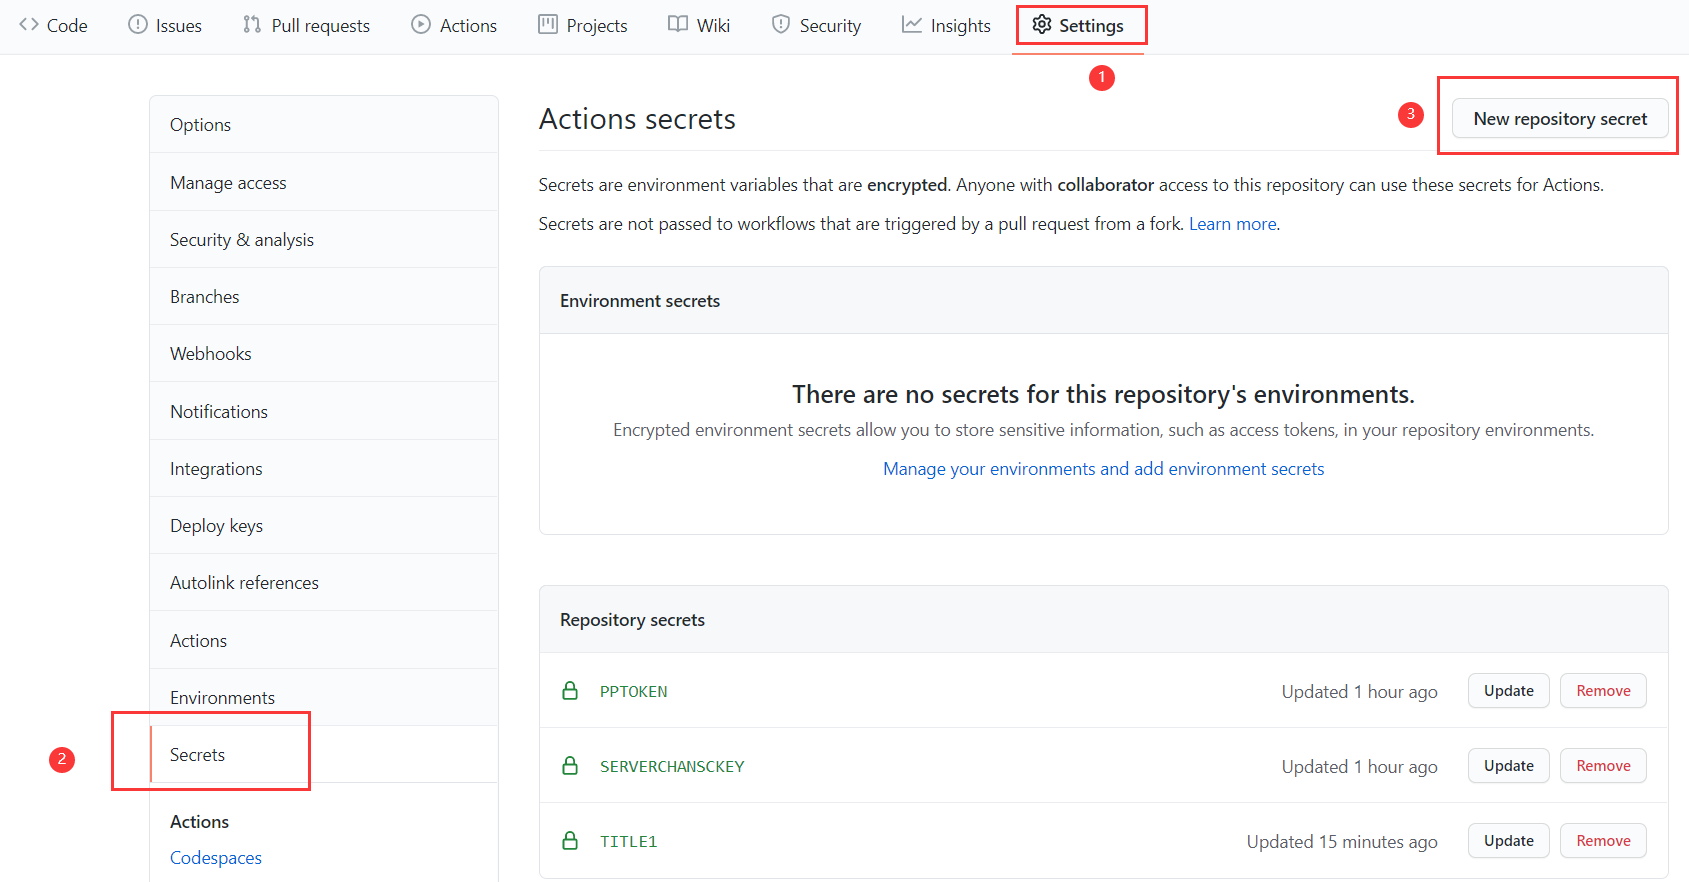 Code Issues Pull requests Actions Projects Wiki Security Insights Settings
1
Options
Manage access
Security & analysis
Branches
Webhooks
Notifications
Integrations
Deploy keys
Autolink references
Actions
Environments
2
Secrets
Actions
Codespaces
Actions secrets
3
New repository secret
Secrets are environment variables that are encrypted. Anyone with collaborator access to this repository can use these secrets for Actions.
Secrets are not passed to workflows that are triggered by a pull request from a fork. Learn more.
Environment secrets
There are no secrets for this repository's environments.
Encrypted environment secrets allow you to store sensitive information, such as access tokens, in your repository environments.
Manage your environments and add environment secrets
Repository secrets
PPTOKEN Updated 1 hour ago Update Remove
SERVERCHANSCKEY Updated 1 hour ago Update Remove
TITLE1 Updated 15 minutes ago Update Remove